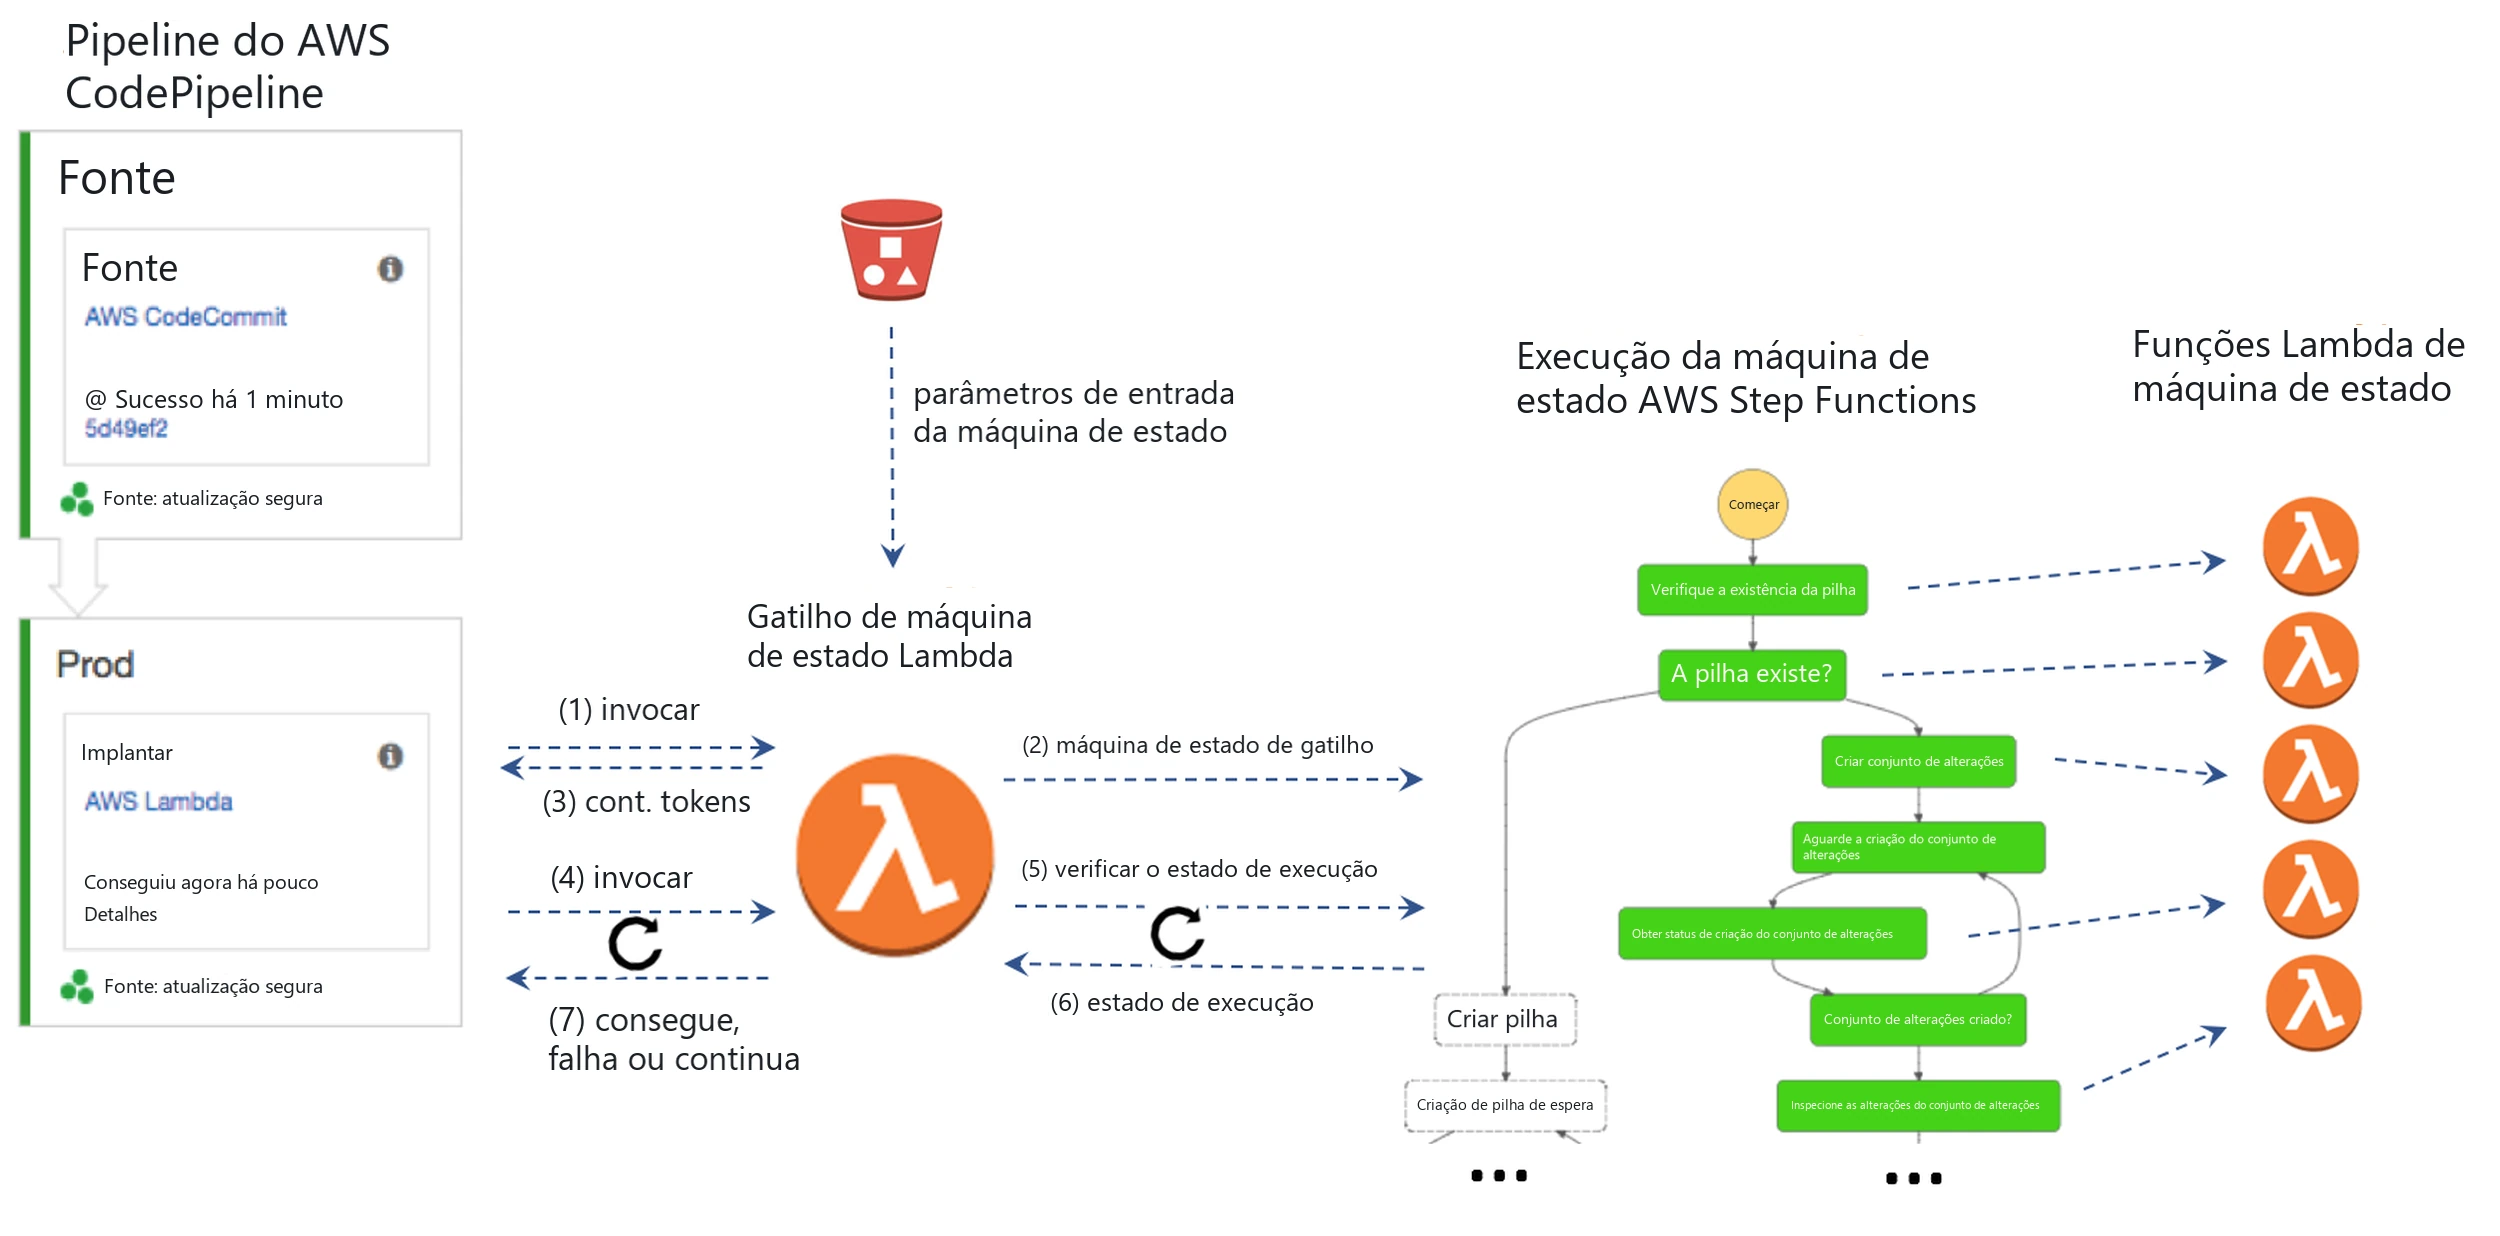 Pipeline do AWS
CodePipeline
Fonte
Fonte
AWS CodeCommit
@ Sucesso há 1 minuto
5d49ef2
Fonte: atualização segura
Prod
Implantar
AWS Lambda
Conseguiu agora há pouco
Detalhes
Fonte: atualização segura
parâmetros de entrada
da máquina de estado
Gatilho de máquina
de estado Lambda
(1) invocar
(3) cont. tokens
(4) invocar
(7) consegue,
falha ou continua
(2) máquina de estado de gatilho
(5) verificar o estado de execução
(6) estado de execução
Execução da máquina de
estado AWS Step Functions
Começar
Verifique a existência da pilha
A pilha existe?
Criar conjunto de alterações
Aguarde a criação do conjunto de
alterações
Obter status de criação do conjunto de alterações
Conjunto de alterações criado?
Inspecione as alterações do conjunto de alterações
Criar pilha
Criação de pilha de espera
...
...
Funções Lambda de
máquina de estado